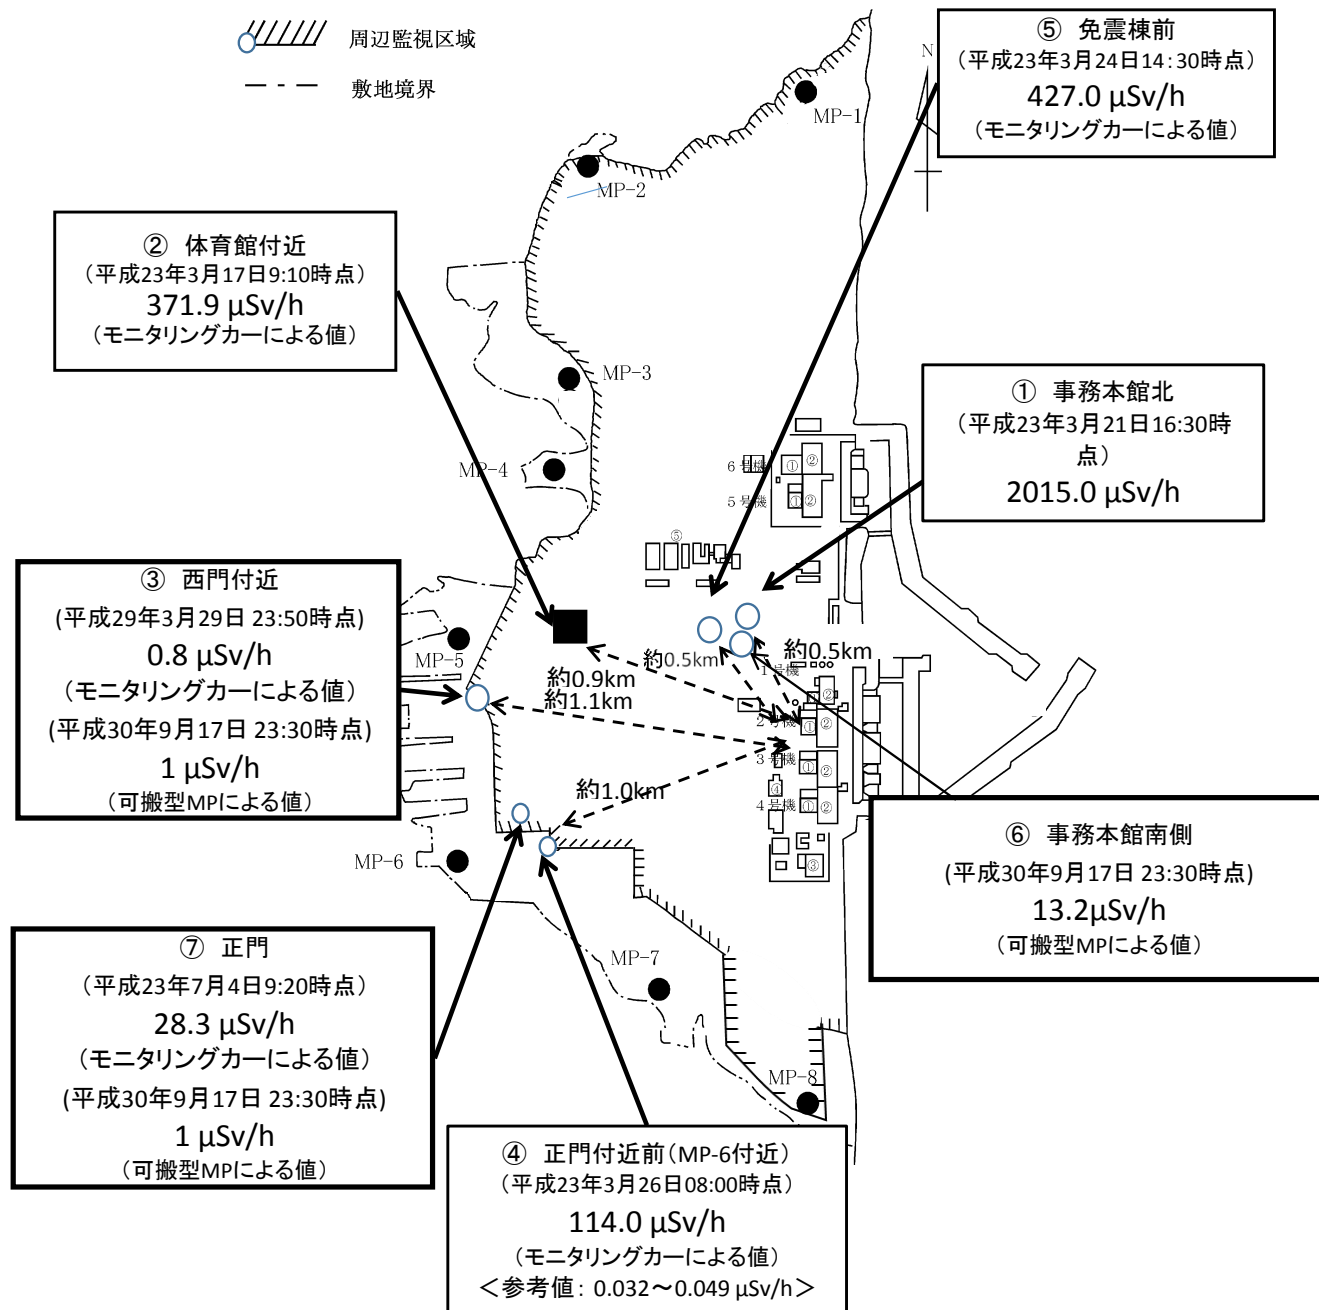 周辺監視区域
敷地境界
⑤ 免震棟前
（平成23年3月24日14：30時点）
427.0 μSv/h
（モニタリングカーによる値）
N
MP-1
MP-2
② 体育館付近
（平成23年3月17日9:10時点）
371.9 μSv/h
（モニタリングカーによる値）
MP-3
① 事務本館北
（平成23年3月21日16:30時
点）
2015.0 μSv/h
MP-4
6号機
①
②
5号機
①
②
⑤
③ 西門付近
(平成29年3月29日 23:50時点)
0.8 μSv/h
（モニタリングカーによる値）
(平成30年9月17日 23:30時点)
1 μSv/h
（可搬型MPによる値）
MP-5
約0.5km
約0.5km
約0.9km
約1.1km
1号機
②
2号機
①
②
3号機
①
②
④
4号機
①
②
③
約1.0km
MP-6
⑥ 事務本館南側
(平成30年9月17日 23:30時点)
13.2μSv/h
（可搬型MPによる値）
⑦ 正門
（平成23年7月4日9:20時点）
28.3 μSv/h
（モニタリングカーによる値）
(平成30年9月17日 23:30時点)
1 μSv/h
（可搬型MPによる値）
MP-7
MP-8
④ 正門付近前（MP-6付近）
（平成23年3月26日08:00時点）
114.0 μSv/h
（モニタリングカーによる値）
＜参考値：0.032～0.049 μSv/h＞